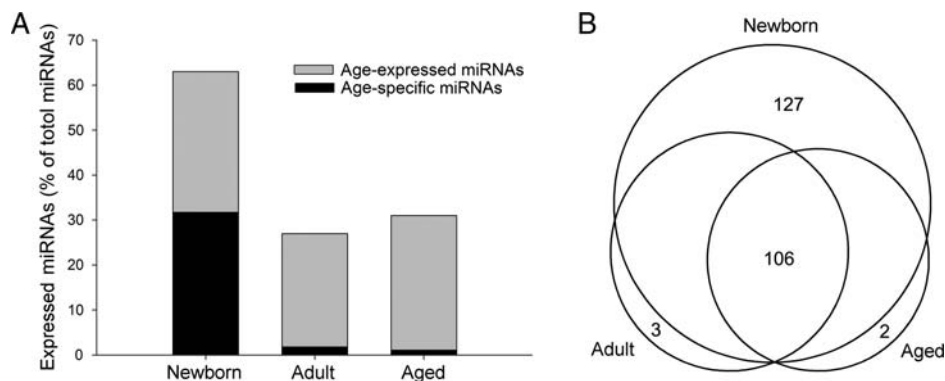 A
Expressed miRNAs (% of totol miRNAs)
70
60
50
40
30
20
10
0
Age-expressed miRNAs
Age-specific miRNAs
Newborn
Adult
Aged
B
Newborn
127
106
3
2
Adult
Aged